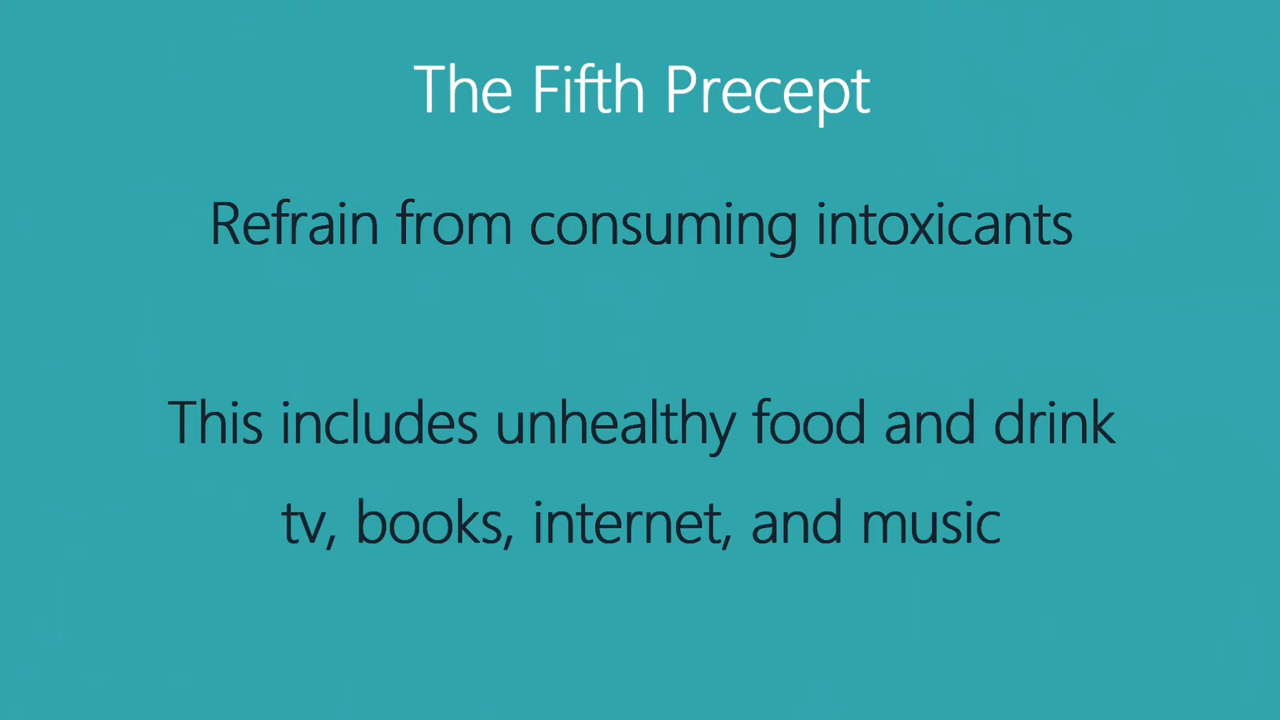 The Fifth Precept
Refrain from consuming intoxicants
This includes unhealthy food and drink
tv, books, internet, and music